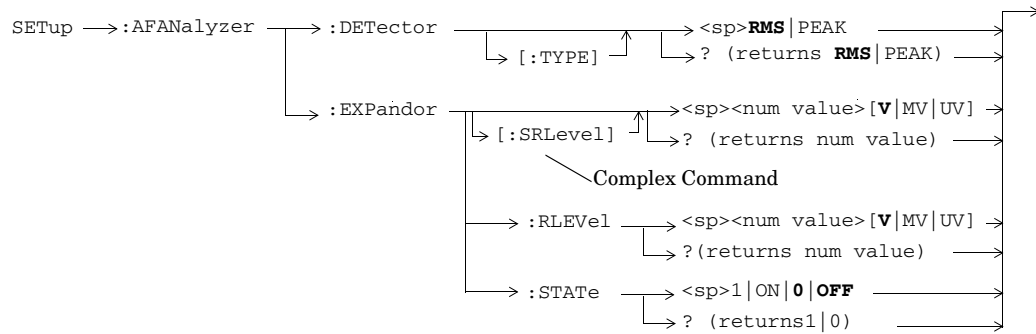 SETup :AFANalyzer :DETector <sp>RMS|PEAK
[:TYPE] ? (returns RMS|PEAK)
:EXPandor <sp><num value>[V|MV|UV]
[:SRLevel] ? (returns num value)
Complex Command
:RLEVel <sp><num value>[V|MV|UV]
?(returns num value)
:STATe <sp>1|ON|0|OFF
? (returns1|0)